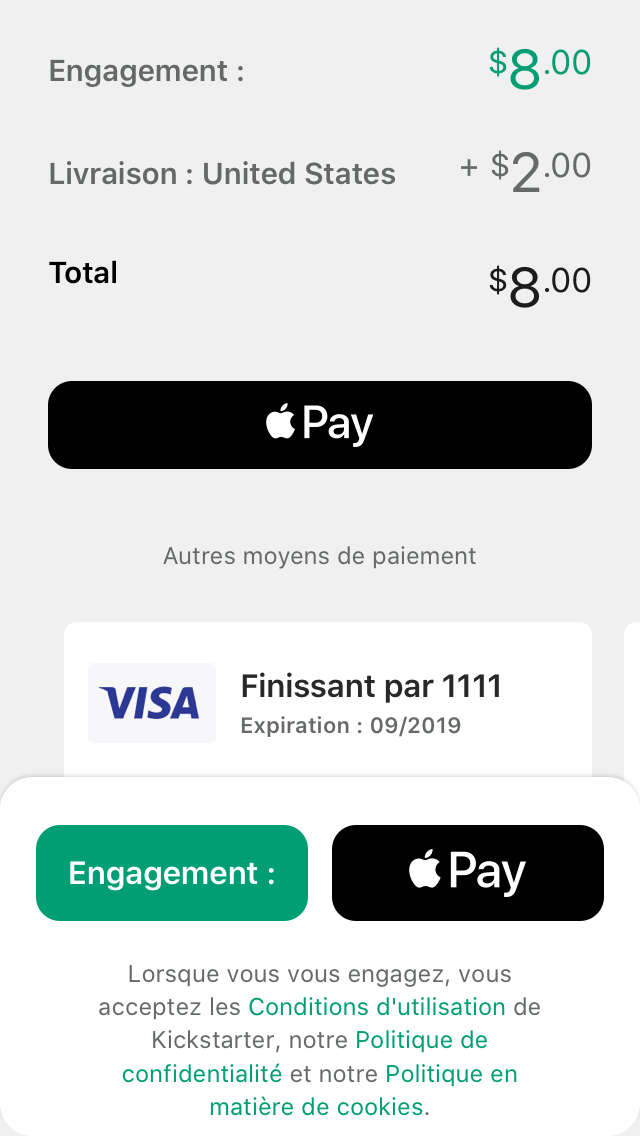 Engagement : $8.00
Livraison : United States + $2.00
Total $8.00
Pay
Autres moyens de paiement
VISA Finissant par 1111
Expiration : 09/2019
Engagement : Pay
Lorsque vous vous engagez, vous
acceptez les Conditions d'utilisation de
Kickstarter, notre Politique de
confidentialité et notre Politique en
matière de cookies.